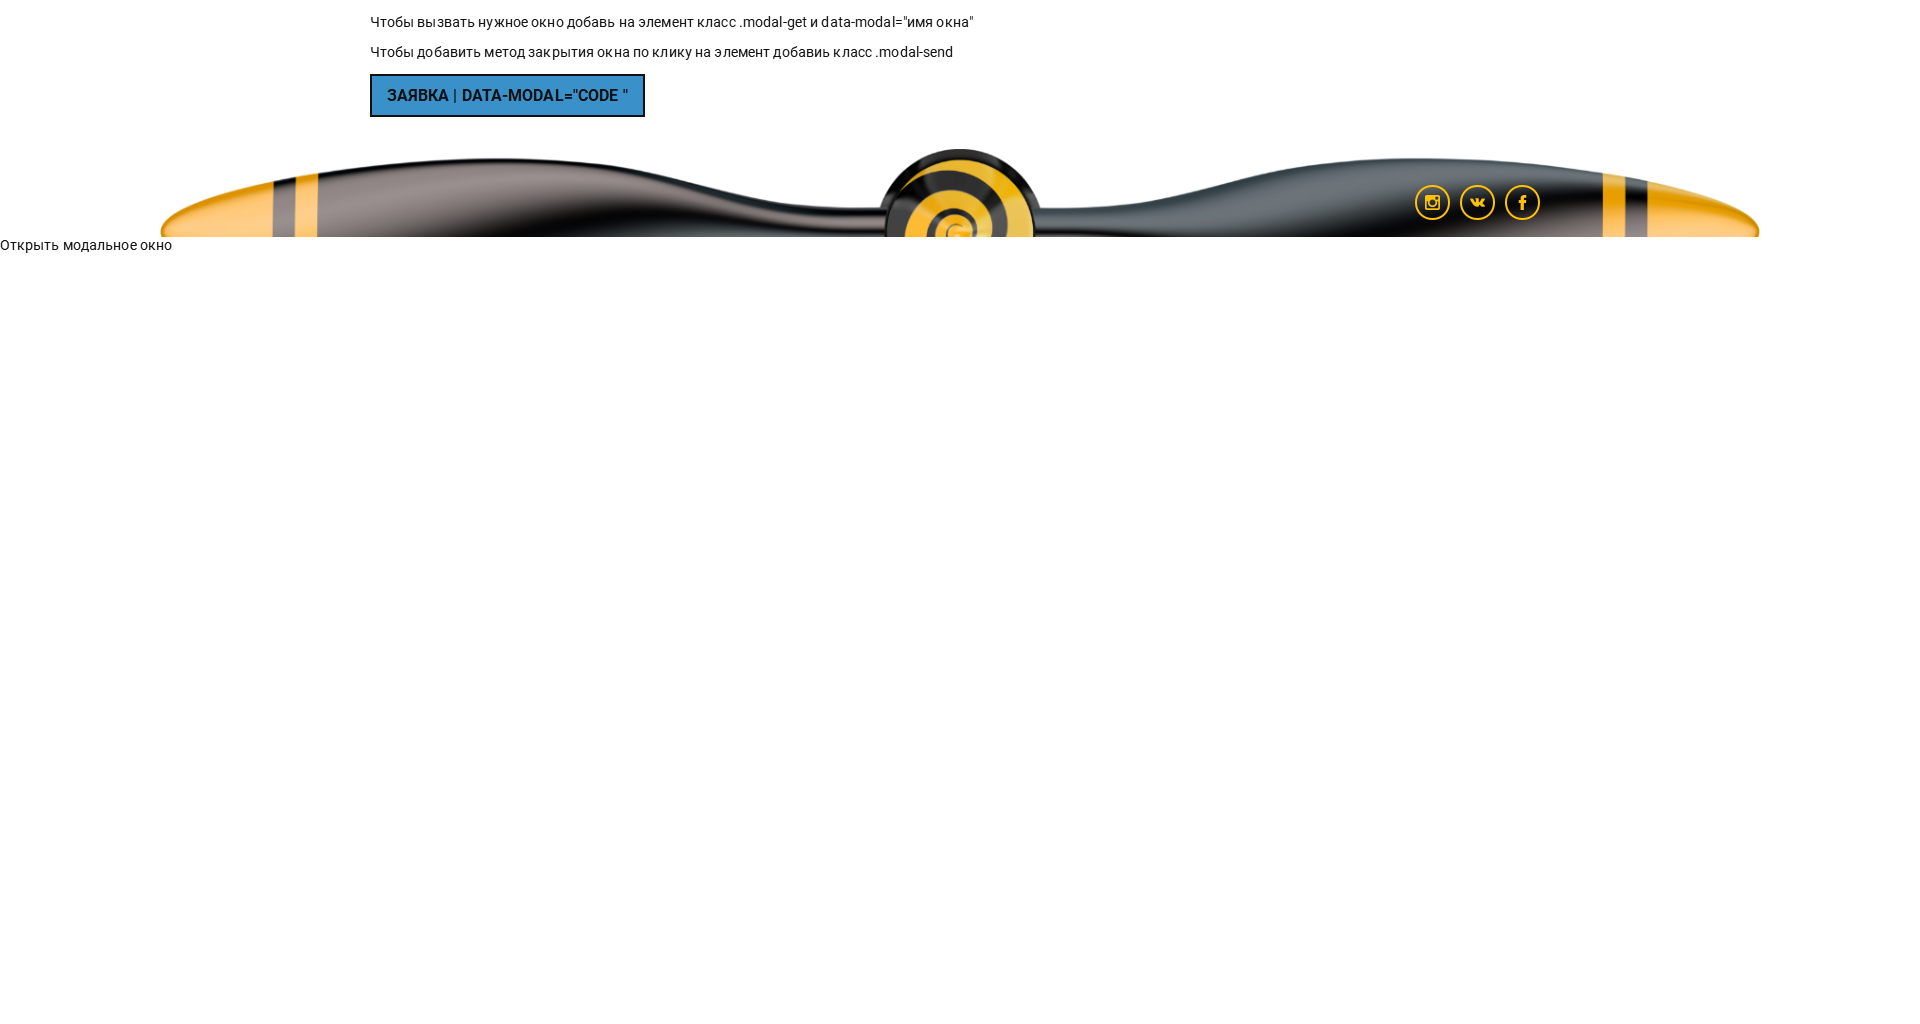 Чтобы вызвать нужное окно добавь на элемент класс .modal-get и data-modal="имя окна"
Чтобы добавить метод закрытия окна по клику на элемент добавиь класс .modal-send
ЗАЯВКА | DATA-MODAL="CODE "
Открыть модальное окно